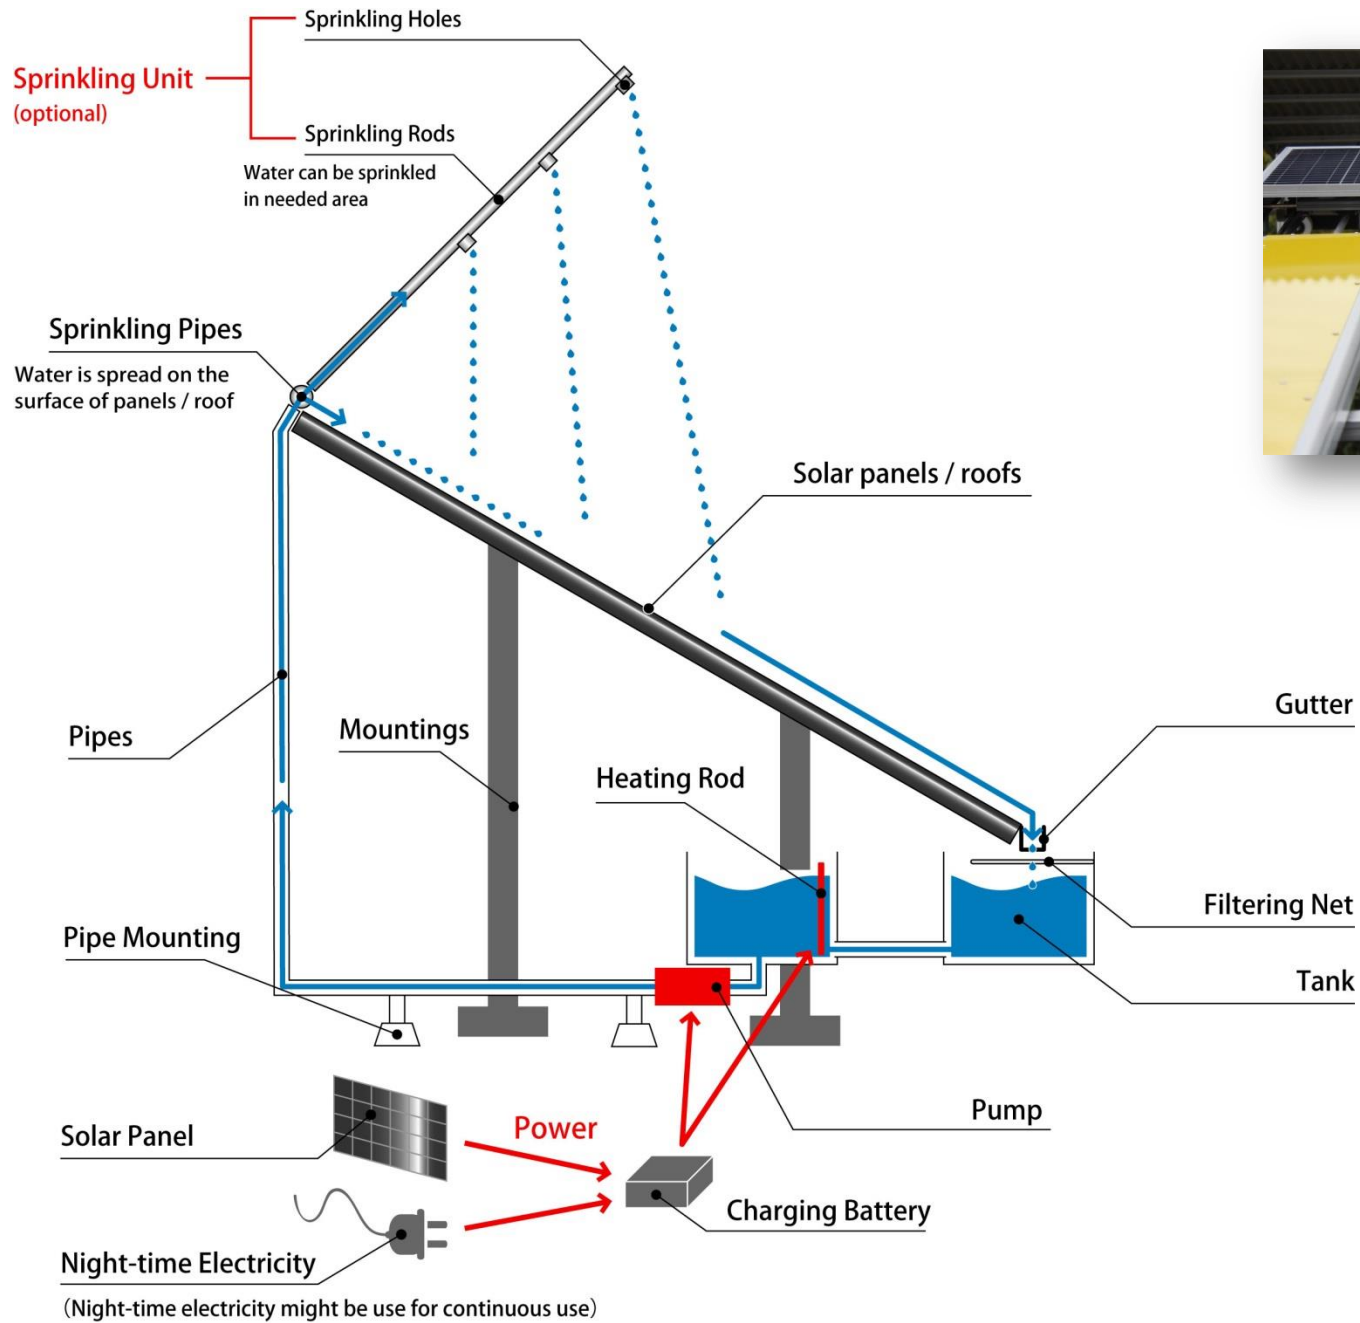 Sprinkling Holes
Sprinkling Unit
(optional)
Sprinkling Rods
Water can be sprinkled
in needed area
Sprinkling Pipes
Water is spread on the
surface of panels / roof
Solar panels / roofs
Gutter
Pipes
Mountings
Heating Rod
Filtering Net
Pipe Mounting
Tank
Pump
Solar Panel
Power
Charging Battery
Night-time Electricity
(Night-time electricity might be use for continuous use)